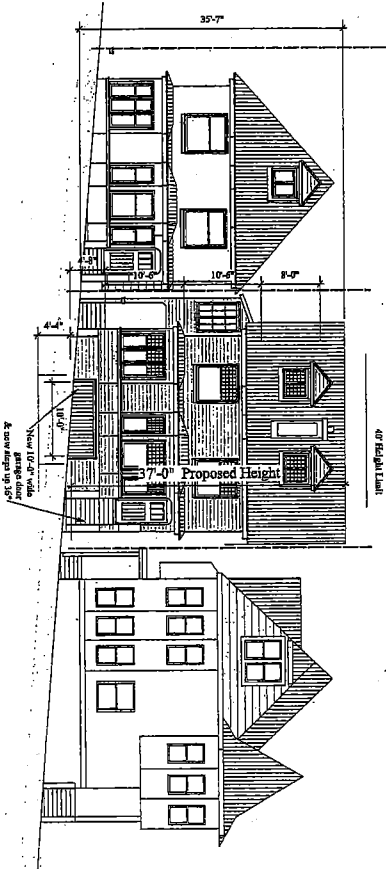 35'-7"
40' Height Limit
4'-8"
10'-6"
10'-6"
8'-0"
4'-4"
10'-0"
37'-0" Proposed Height
New 10'-0" wide
garage door
& new steps up 36"